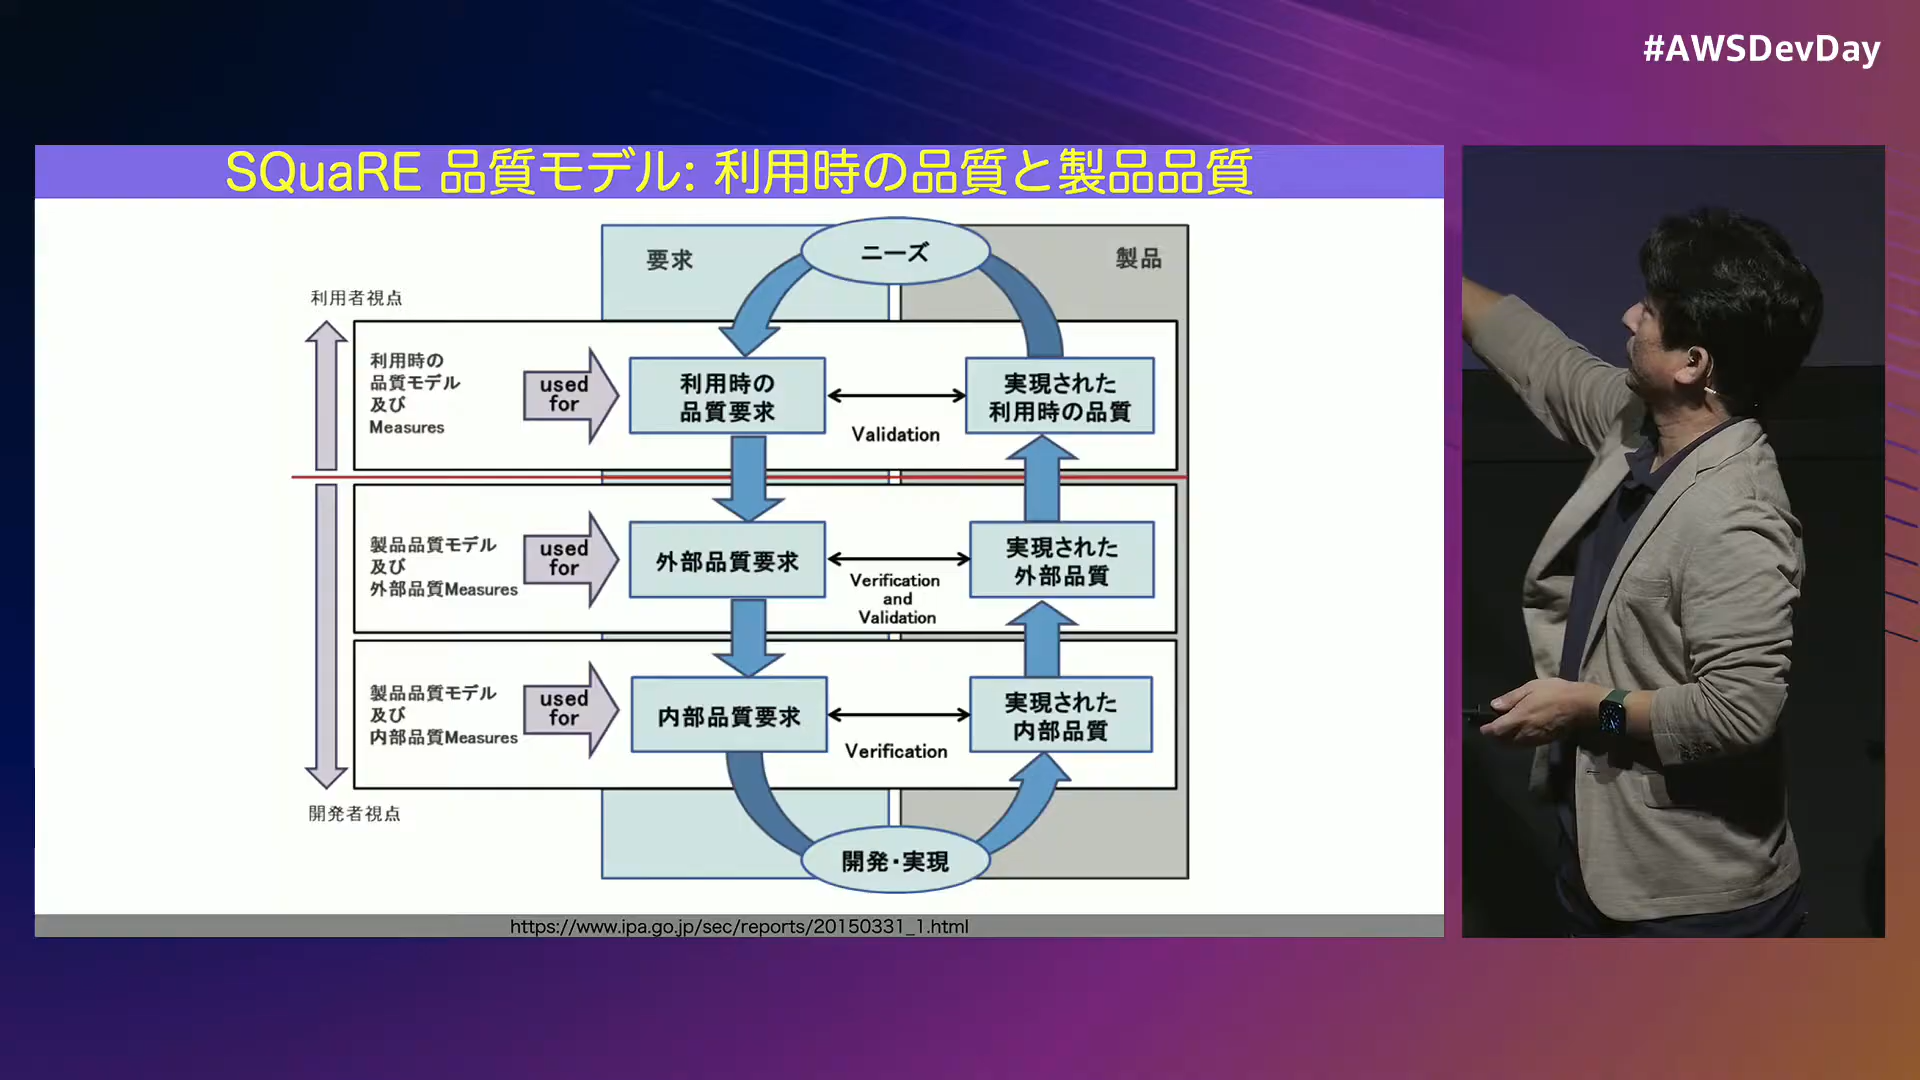 #AWSDevDay
SQuaRE 品質モデル: 利用時の品質と製品品質
要求
ニーズ
製品
利用者視点
利用時の
品質モデル
及び
Measures
used
for
利用時の
品質要求
Validation
実現された
利用時の品質
製品品質モデル
及び
外部品質Measures
used
for
外部品質要求
Verification
and
Validation
実現された
外部品質
製品品質モデル
及び
内部品質Measures
used
for
内部品質要求
Verification
実現された
内部品質
開発者視点
開発・実現
https://www.ipa.go.jp/sec/reports/20150331_1.html